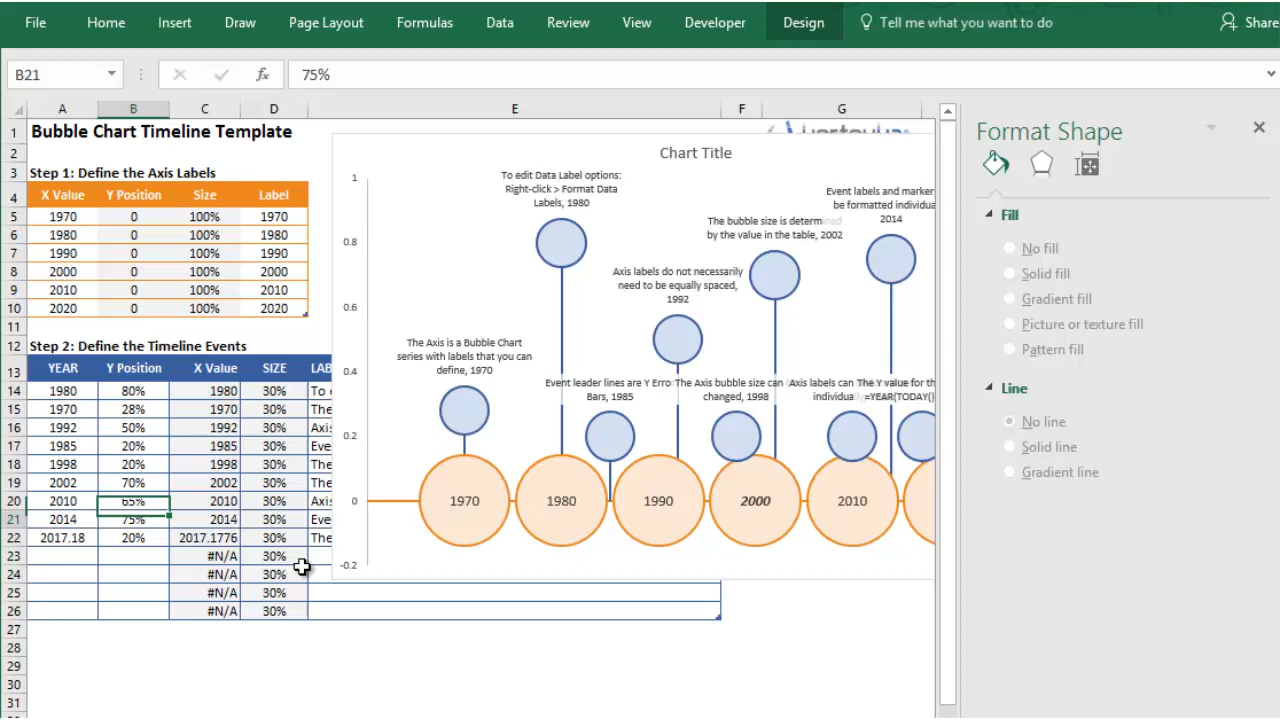 File Home Insert Draw Page Layout Formulas Data Review View Developer Design Tell me what you want to do Share
B21 fx 75%
A B C D E F G
1 Bubble Chart Timeline Template
2
3 Step 1: Define the Axis Labels
4 X Value Y Position Size Label
5 1970 0 100% 1970
6 1980 0 100% 1980
7 1990 0 100% 1990
8 2000 0 100% 2000
9 2010 0 100% 2010
10 2020 0 100% 2020
11
12 Step 2: Define the Timeline Events
13 YEAR Y Position X Value SIZE LAB
14 1980 80% 1980 30% To
15 1970 28% 1970 30% The
16 1992 50% 1992 30% Axis
17 1985 20% 1985 30% Eve
18 1998 20% 1998 30% The
19 2002 70% 2002 30% The
20 2010 65% 2010 30% Axis
21 2014 75% 2014 30% Eve
22 2017.18 20% 2017.1776 30% The
23 #N/A 30%
24 #N/A 30%
25 #N/A 30%
26 #N/A 30%
27
28
29
30
31
Chart Title
1
0.8
0.6
0.4
0.2
0
-0.2
To edit Data Label options:
Right-click > Format Data
Labels, 1980
Event labels and marker
be formatted individua
2014
The bubble size is determined
by the value in the table, 2002
Axis labels do not necessarily
need to be equally spaced,
1992
The Axis is a Bubble Chart
series with labels that you can
define, 1970
Event leader lines are Y Erro
Bars, 1985
The Axis bubble size can
changed, 1998
Axis labels can
individual
The Y value for th
=YEAR(TODAY()
1970 1980 1990 2000 2010
Format Shape
Fill
No fill
Solid fill
Gradient fill
Picture or texture fill
Pattern fill
Line
No line
Solid line
Gradient line